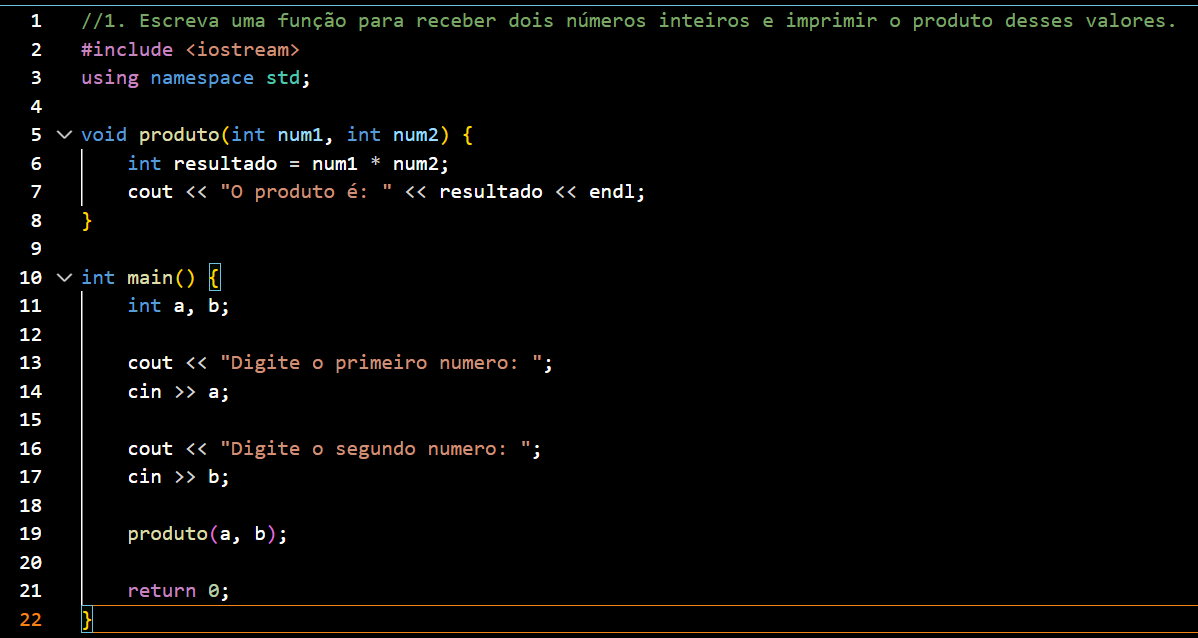 1 //1. Escreva uma função para receber dois números inteiros e imprimir o produto desses valores.
2 #include <iostream>
3 using namespace std;
4
5 void produto(int num1, int num2) {
6     int resultado = num1 * num2;
7     cout << "O produto é: " << resultado << endl;
8 }
9
10 int main() {
11     int a, b;
12
13     cout << "Digite o primeiro numero: ";
14     cin >> a;
15
16     cout << "Digite o segundo numero: ";
17     cin >> b;
18
19     produto(a, b);
20
21     return 0;
22 }